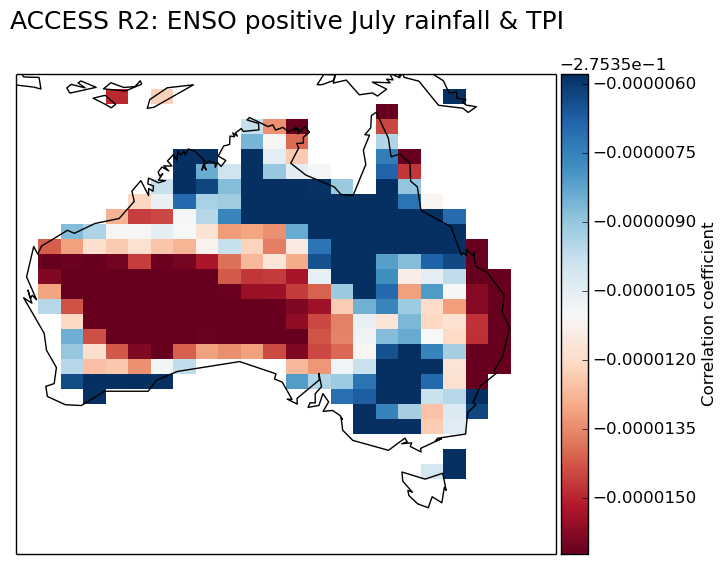 ACCESS R2: ENSO positive July rainfall & TPI
−2.7535e−1
−0.0000060
−0.0000075
−0.0000090
−0.0000105
−0.0000120
−0.0000135
−0.0000150
Correlation coefficient